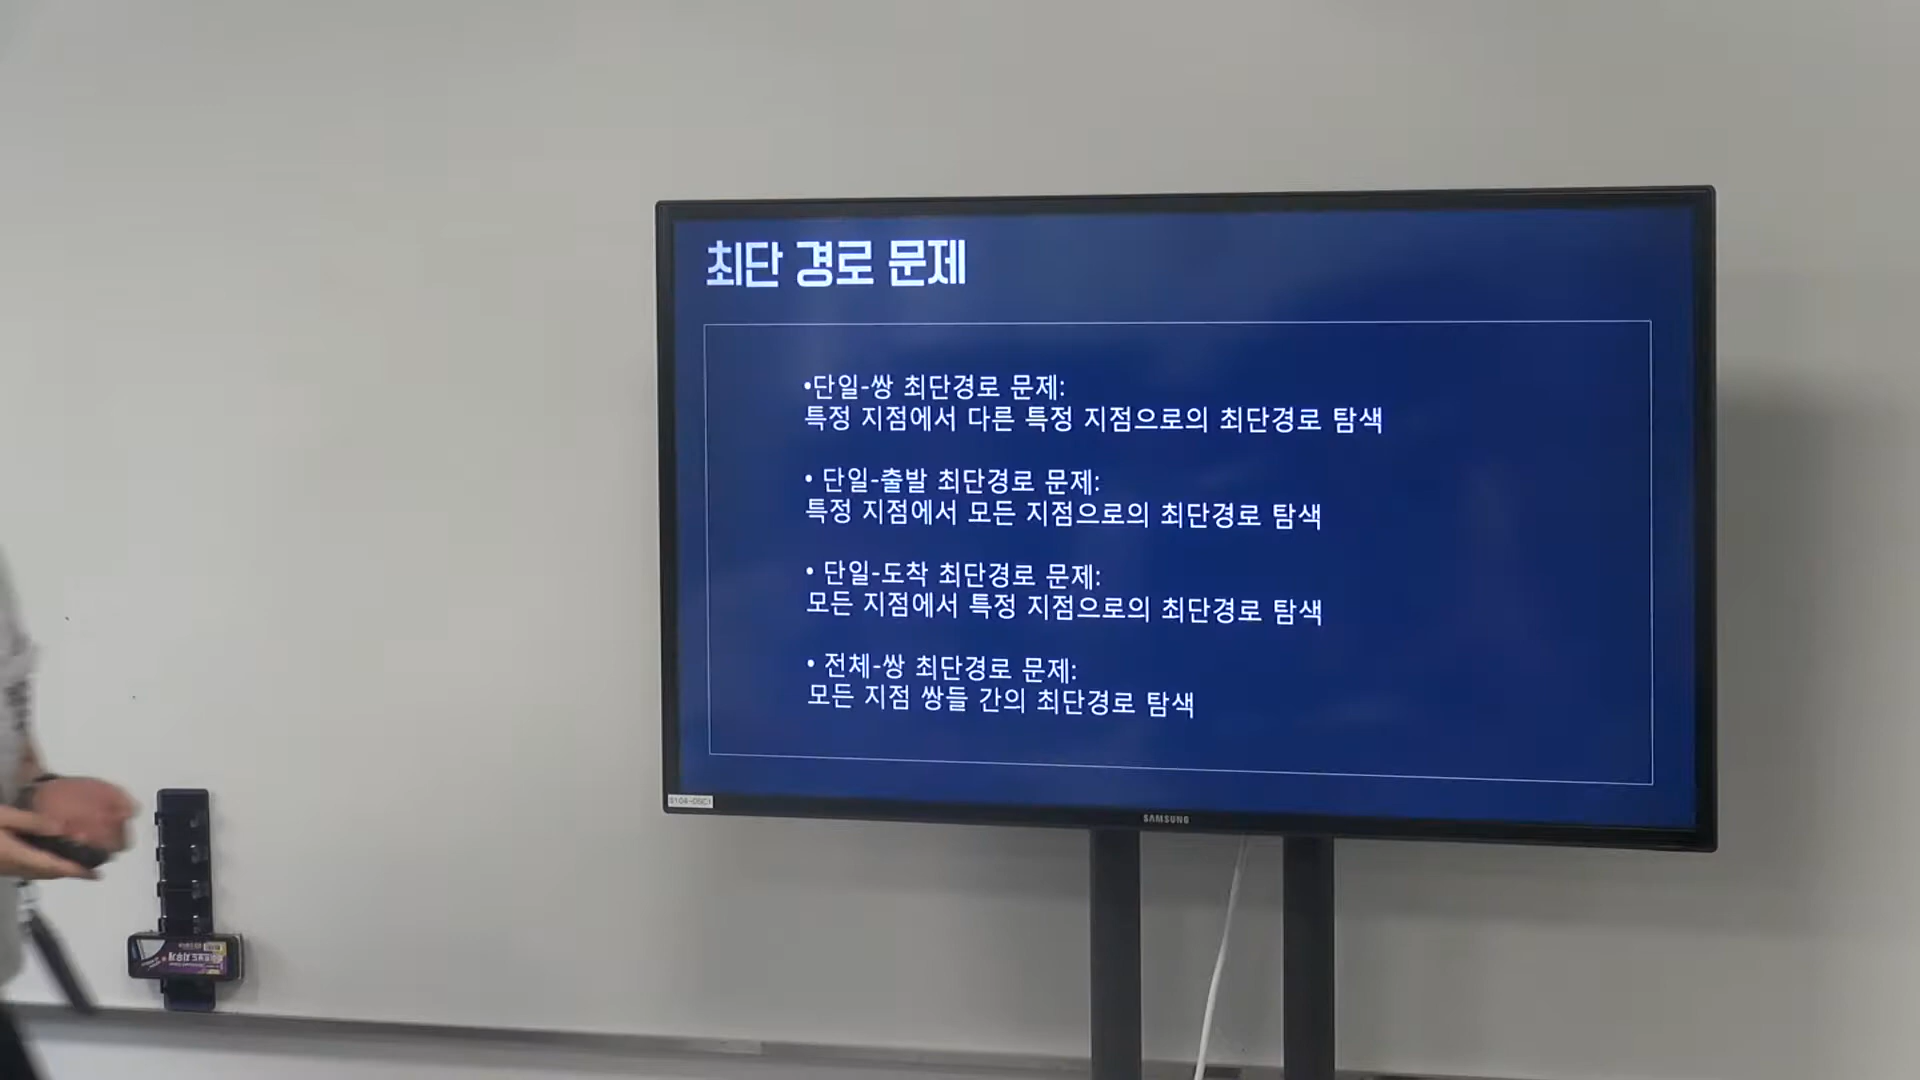 최단 경로 문제
•단일-쌍 최단경로 문제:
특정 지점에서 다른 특정 지점으로의 최단경로 탐색
• 단일-출발 최단경로 문제:
특정 지점에서 모든 지점으로의 최단경로 탐색
• 단일-도착 최단경로 문제:
모든 지점에서 특정 지점으로의 최단경로 탐색
• 전체-쌍 최단경로 문제:
모든 지점 쌍들 간의 최단경로 탐색
SAMSUNG